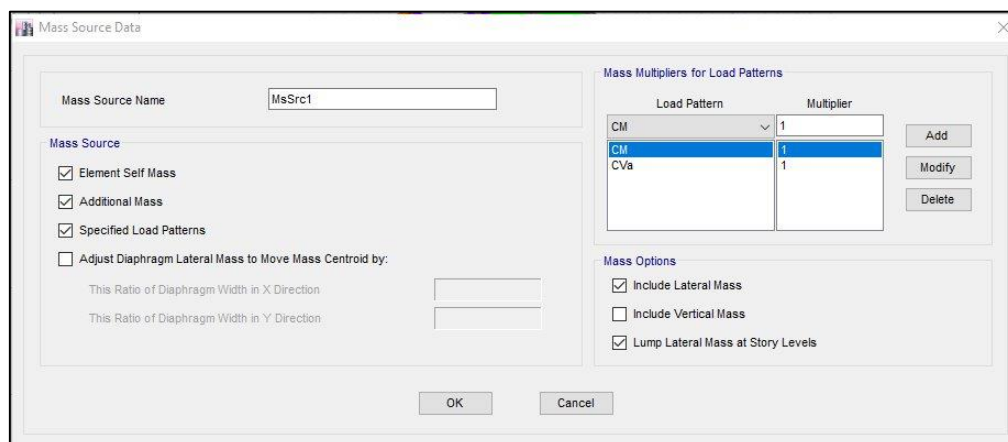 Mass Source Data
Mass Source Name
MsSrc1
Mass Source
Element Self Mass
Additional Mass
Specified Load Patterns
Adjust Diaphragm Lateral Mass to Move Mass Centroid by:
This Ratio of Diaphragm Width in X Direction
This Ratio of Diaphragm Width in Y Direction
Mass Multipliers for Load Patterns
Load Pattern Multiplier
CM 1
CM 1
CVa 1
Add
Modify
Delete
Mass Options
Include Lateral Mass
Include Vertical Mass
Lump Lateral Mass at Story Levels
OK Cancel